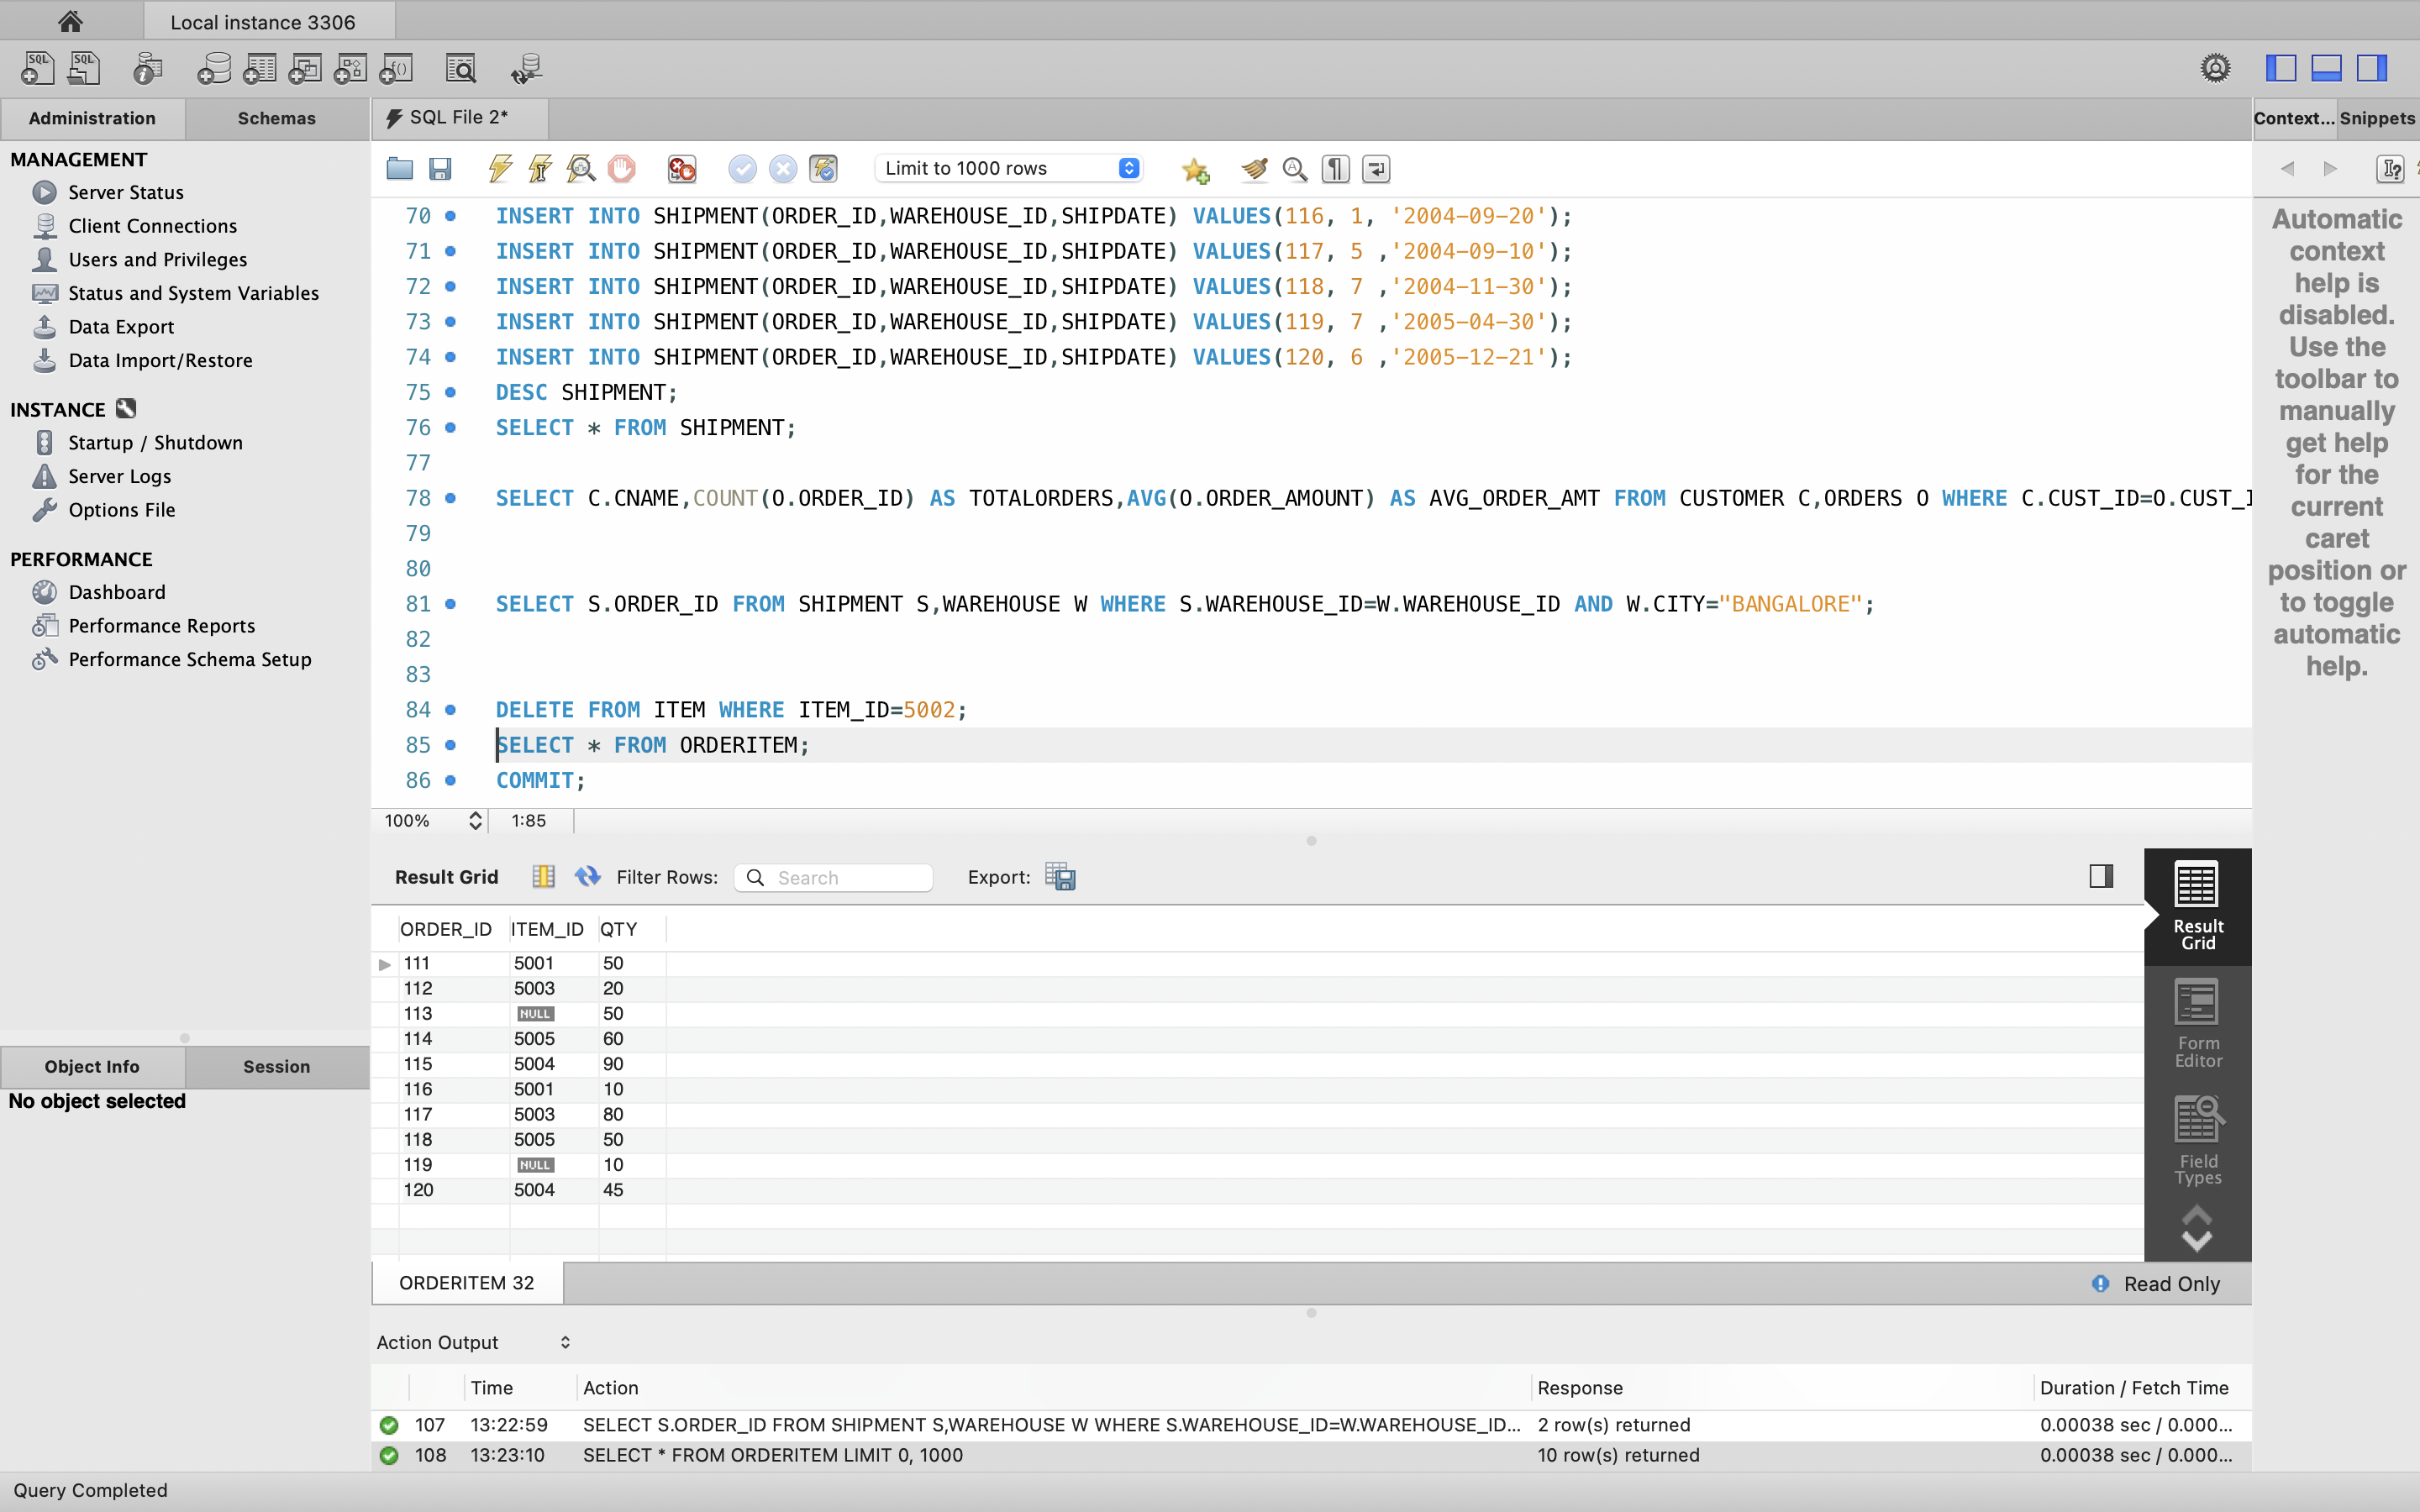 Local instance 3306
SQL SQL
Administration Schemas
SQL File 2*
Context... Snippets
MANAGEMENT
Server Status
Client Connections
Users and Privileges
Status and System Variables
Data Export
Data Import/Restore
INSTANCE
Startup / Shutdown
Server Logs
Options File
PERFORMANCE
Dashboard
Performance Reports
Performance Schema Setup
Object Info Session
No object selected
Limit to 1000 rows
70 INSERT INTO SHIPMENT(ORDER_ID,WAREHOUSE_ID,SHIPDATE) VALUES(116, 1, '2004-09-20');
71 INSERT INTO SHIPMENT(ORDER_ID,WAREHOUSE_ID,SHIPDATE) VALUES(117, 5 ,'2004-09-10');
72 INSERT INTO SHIPMENT(ORDER_ID,WAREHOUSE_ID,SHIPDATE) VALUES(118, 7 ,'2004-11-30');
73 INSERT INTO SHIPMENT(ORDER_ID,WAREHOUSE_ID,SHIPDATE) VALUES(119, 7 ,'2005-04-30');
74 INSERT INTO SHIPMENT(ORDER_ID,WAREHOUSE_ID,SHIPDATE) VALUES(120, 6 ,'2005-12-21');
75 DESC SHIPMENT;
76 SELECT * FROM SHIPMENT;
77
78 SELECT C.CNAME,COUNT(O.ORDER_ID) AS TOTALORDERS,AVG(O.ORDER_AMOUNT) AS AVG_ORDER_AMT FROM CUSTOMER C,ORDERS O WHERE C.CUST_ID=O.CUST_I
79
80
81 SELECT S.ORDER_ID FROM SHIPMENT S,WAREHOUSE W WHERE S.WAREHOUSE_ID=W.WAREHOUSE_ID AND W.CITY="BANGALORE";
82
83
84 DELETE FROM ITEM WHERE ITEM_ID=5002;
85 SELECT * FROM ORDERITEM;
86 COMMIT;
100% 1:85
Automatic
context
help is
disabled.
Use the
toolbar to
manually
get help
for the
current
caret
position or
to toggle
automatic
help.
Result Grid Filter Rows: Search Export:
ORDER_ID ITEM_ID QTY
111 5001 50
112 5003 20
113 NULL 50
114 5005 60
115 5004 90
116 5001 10
117 5003 80
118 5005 50
119 NULL 10
120 5004 45
Result
Grid
Form
Editor
Field
Types
ORDERITEM 32
Read Only
Action Output
Time Action Response Duration / Fetch Time
107 13:22:59 SELECT S.ORDER_ID FROM SHIPMENT S,WAREHOUSE W WHERE S.WAREHOUSE_ID=W.WAREHOUSE_ID... 2 row(s) returned 0.00038 sec / 0.000...
108 13:23:10 SELECT * FROM ORDERITEM LIMIT 0, 1000 10 row(s) returned 0.00038 sec / 0.000...
Query Completed